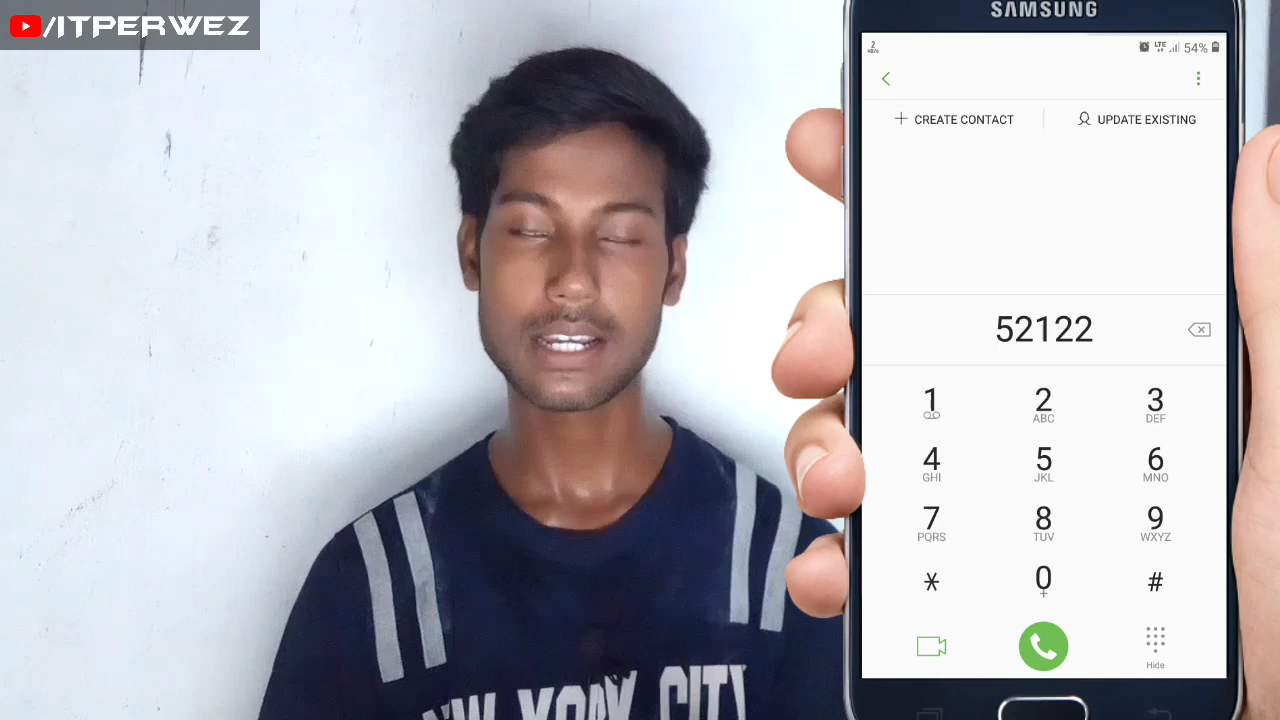 /ITPERWEZ
SAMSUNG
LTE
54%
CREATE CONTACT
UPDATE EXISTING
52122
1
2
ABC
3
DEF
4
GHI
5
JKL
6
MNO
7
PQRS
8
TUV
9
WXYZ
*
0
+
#
Hide
NEW YORK CITY